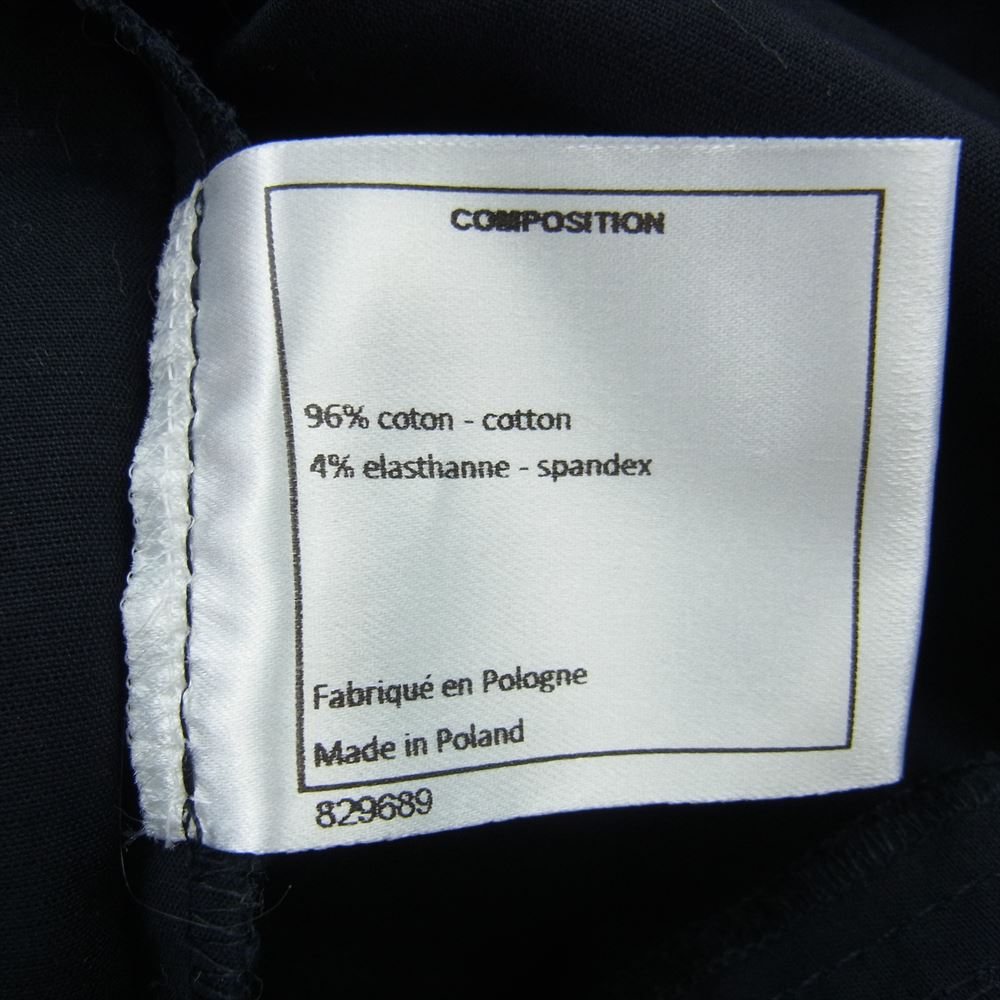 COMPOSITION
96% coton - cotton
4% elasthanne - spandex
Fabriqué en Pologne
Made in Poland
829689